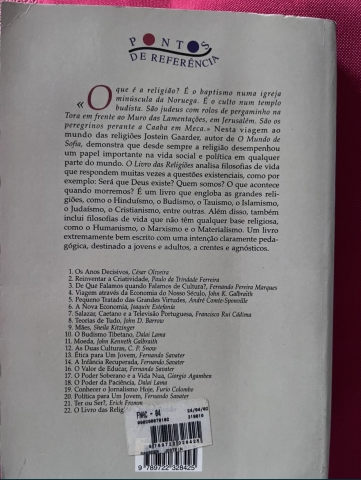 PONTOS
DE REFERÊNCIA
«O que é a religião? É o baptismo numa igreja
minúscula da Noruega. É o culto num templo
budista. São judeus com rolos de pergaminho na
Tora em frente ao Muro das Lamentações, em Jerusalém. São os
peregrinos perante a Caaba em Meca.» Nesta viagem ao
mundo das religiões Jostein Gaarder, autor de O Mundo de
Sofia, demonstra que desde sempre a religião desempenhou
um papel importante na vida social e política em qualquer
parte do mundo. O Livro das Religiões analisa filosofias de vida
que respondem muitas vezes a questões existenciais, como por
exemplo: Será que Deus existe? Quem somos? O que acontece
quando morremos? É um livro que engloba as grandes reli-
giões, como o Hinduísmo, o Budismo, o Tauismo, o Islamismo,
o Judaísmo, o Cristianismo, entre outras. Além disso, também
inclui filosofias de vida que não têm qualquer base religiosa,
como o Humanismo, o Marxismo e o Materialismo. Um livro
extremamente bem escrito com uma intenção claramente peda-
gógica, destinado a jovens e adultos, a crentes e agnósticos.
1. Os Anos Decisivos, César Oliveira
2. Reinventar a Criatividade, Paulo da Trindade Ferreira
3. De Que Falamos quando Falamos de Cultura?, Fernando Pereira Marques
4. Viagem através da Economia do Nosso Século, John K. Galbraith
5. Pequeno Tratado das Grandes Virtudes, André Comte-Sponville
6. A Nova Economia, Joaquín Estefanía
7. Salazar, Caetano e a Televisão Portuguesa, Francisco Rui Cádima
8. Teorias de Tudo, John D. Barrow
9. Mães, Sheila Kitzinger
10. O Budismo Tibetano, Dalai Lama
11. Moeda, John Kenneth Galbraith
12. As Duas Culturas, C. P. Snow
13. Ética para Um Jovem, Fernando Savater
14. A Infância Recuperada, Fernando Savater
16. O Valor de Educar, Fernando Savater
17. O Poder Soberano e a Vida Nua, Giorgio Agamben
18. O Poder da Paciência, Dalai Lama
19. Conhecer o Jornalismo Hoje, Furio Colombo
20. Política para Um Jovem, Fernando Savater
21. Ter ou Ser?, Erich Fromm
22. O Livro das Reli
FNAC - 04
9 789722 328425